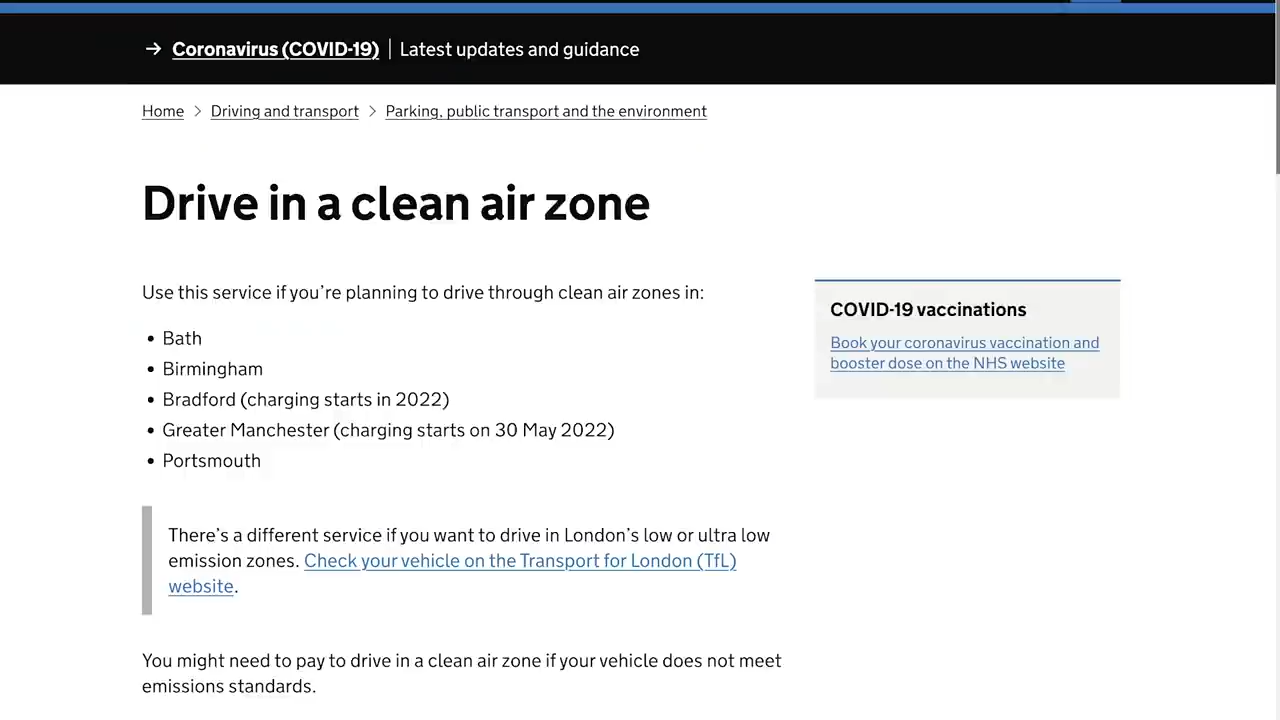 → Coronavirus (COVID-19) | Latest updates and guidance
Home > Driving and transport > Parking, public transport and the environment
Drive in a clean air zone
Use this service if you're planning to drive through clean air zones in:
• Bath
• Birmingham
• Bradford (charging starts in 2022)
• Greater Manchester (charging starts on 30 May 2022)
• Portsmouth
There's a different service if you want to drive in London's low or ultra low
emission zones. Check your vehicle on the Transport for London (TfL)
website.
You might need to pay to drive in a clean air zone if your vehicle does not meet
emissions standards.
COVID-19 vaccinations
Book your coronavirus vaccination and
booster dose on the NHS website